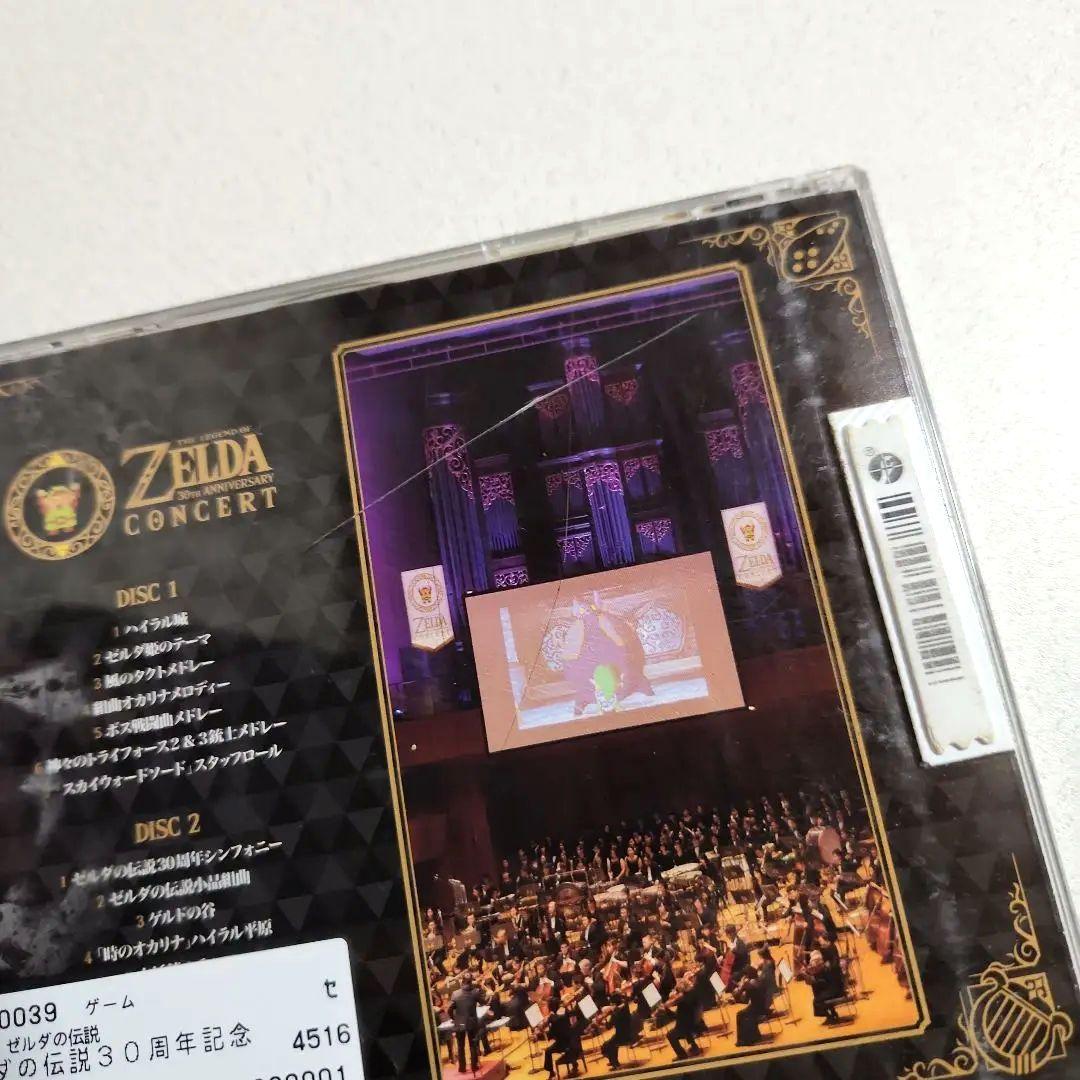 THE LEGEND OF
ZELDA
30TH ANNIVERSARY
CONCERT
DISC 1
1 ハイラル城
2 ゼルダ姫のテーマ
3 風のタクトメドレー
組曲オカリナメロディー
5 ボス戦闘曲メドレー
6 神々のトライフォース2 & 3銃士メドレー
スカイウォードソード」スタッフロール
DISC 2
1 ゼルダの伝説30周年シンフォニー
2 ゼルダの伝説小品組曲
3 ゲルドの谷
4 「時のオカリナ」ハイラル平原
0039 ゲーム セ
ゼルダの伝説
ダの伝説30周年記念 4516
ZELDA
CONCERT
ZELDA
CONCERT